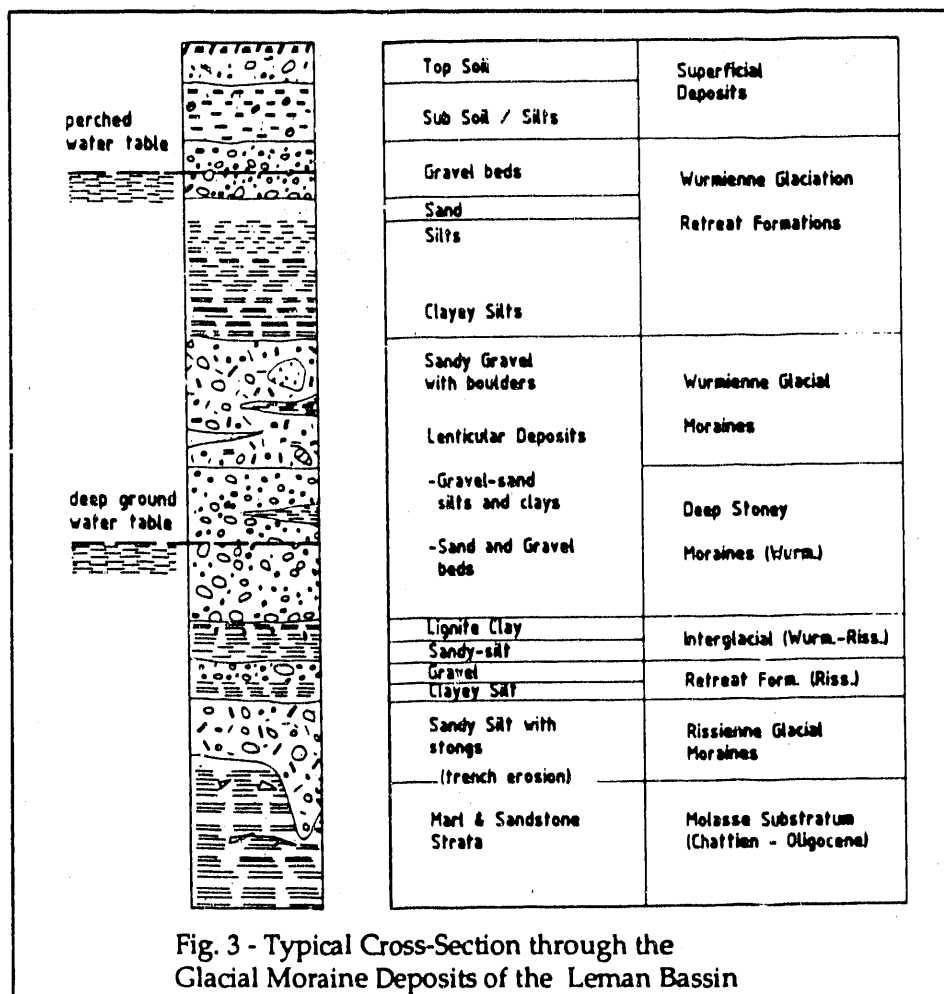 perched
water table
deep ground
water table
Top Soil
Sub Soil / Silts
Gravel beds
Sand
Silts
Clayey Silts
Sandy Gravel
with boulders
Lenticular Deposits
-Gravel-sand
silts and clays
-Sand and Gravel
beds
Lignite Clay
Sandy-silt
Gravel
Clayey Silt
Sandy Silt with
stongs
(trench erosion)
Marl & Sandstone
Strata
Superficial
Deposits
Wurmienne Glaciation
Retreat Formations
Wurmienne Glacial
Moraines
Deep Stoney
Moraines (Wurm.)
Interglacial (Wurm.-Riss.)
Retreat Form. (Riss.)
Rissienne Glacial
Moraines
Molasse Substratum
(Chattien - Oligocene)
Fig. 3 - Typical Cross-Section through the
Glacial Moraine Deposits of the Leman Bassin